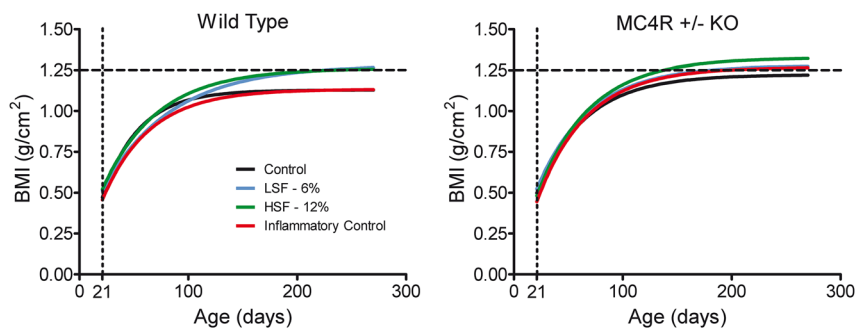 Wild Type
BMI (g/cm²)
1.50
1.25
1.00
0.75
0.50
0.25
0.00
Control
LSF - 6%
HSF - 12%
Inflammatory Control
0 21 100 200 300
Age (days)
MC4R +/- KO
BMI (g/cm²)
1.50
1.25
1.00
0.75
0.50
0.25
0.00
0 21 100 200 300
Age (days)